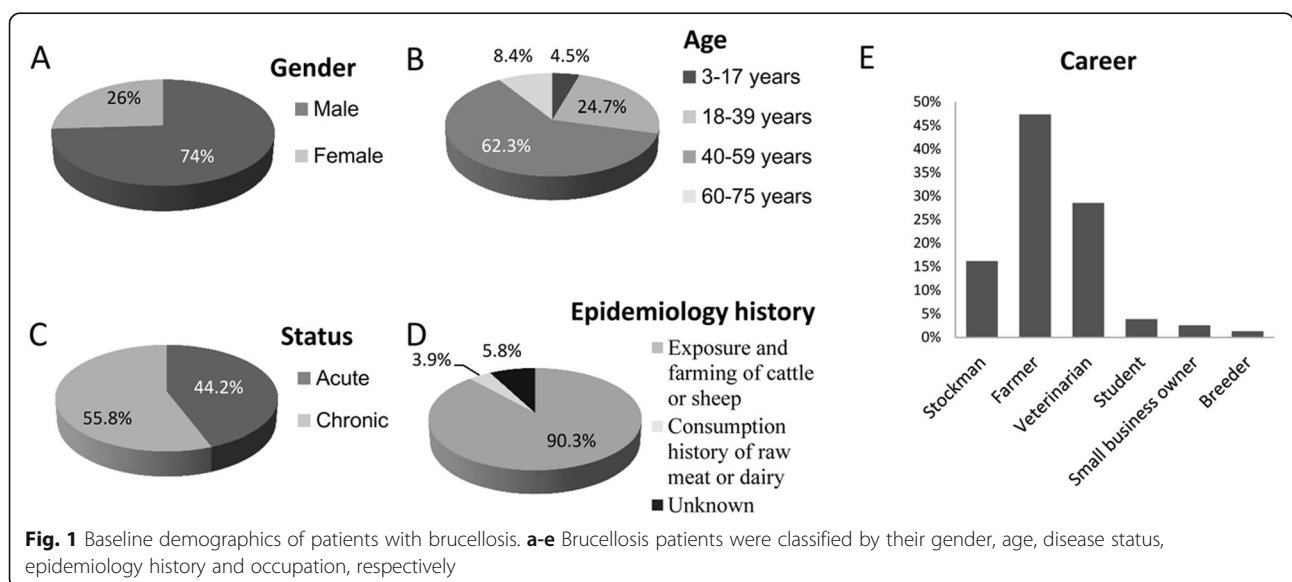 A
Gender
26%
74%
Male
Female
B
Age
8.4%
4.5%
24.7%
62.3%
3-17 years
18-39 years
40-59 years
60-75 years
C
Status
44.2%
55.8%
Acute
Chronic
D
Epidemiology history
3.9%
5.8%
90.3%
Exposure and
farming of cattle
or sheep
Consumption
history of raw
meat or dairy
Unknown
E
Career
50%
45%
40%
35%
30%
25%
20%
15%
10%
5%
0%
Stockman
Farmer
Veterinarian
Student
Small business owner
Breeder
Fig. 1 Baseline demographics of patients with brucellosis. a-e Brucellosis patients were classified by their gender, age, disease status,
epidemiology history and occupation, respectively